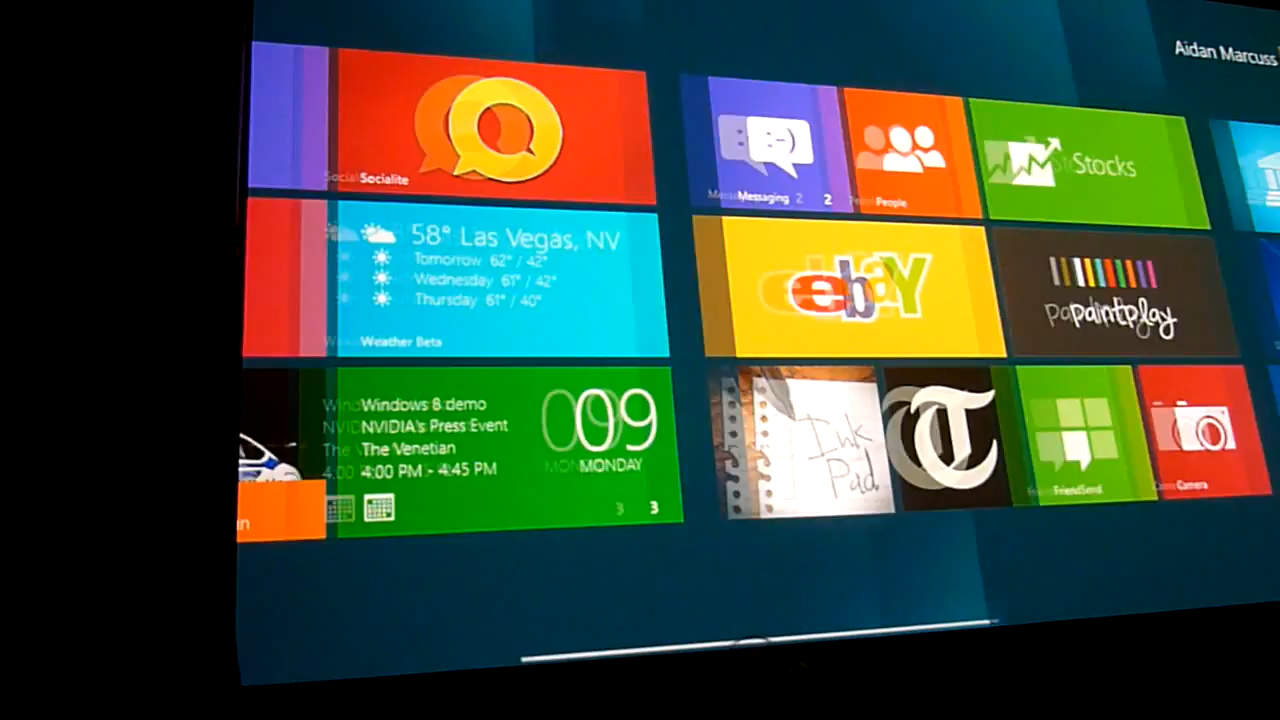 Aidan Marcuss
Socialite
Messaging 2
People
Stocks
58° Las Vegas, NV
Tomorrow 62° / 42°
Wednesday 61° / 42°
Thursday 61° / 40°
Weather Beta
ebaY
paintplay
Windows 8 demo
NVIDIA's Press Event
The Venetian
4:00 PM - 4:45 PM
09
MONDAY
3
Ink
Pad
T
FriendSend
Camera
in